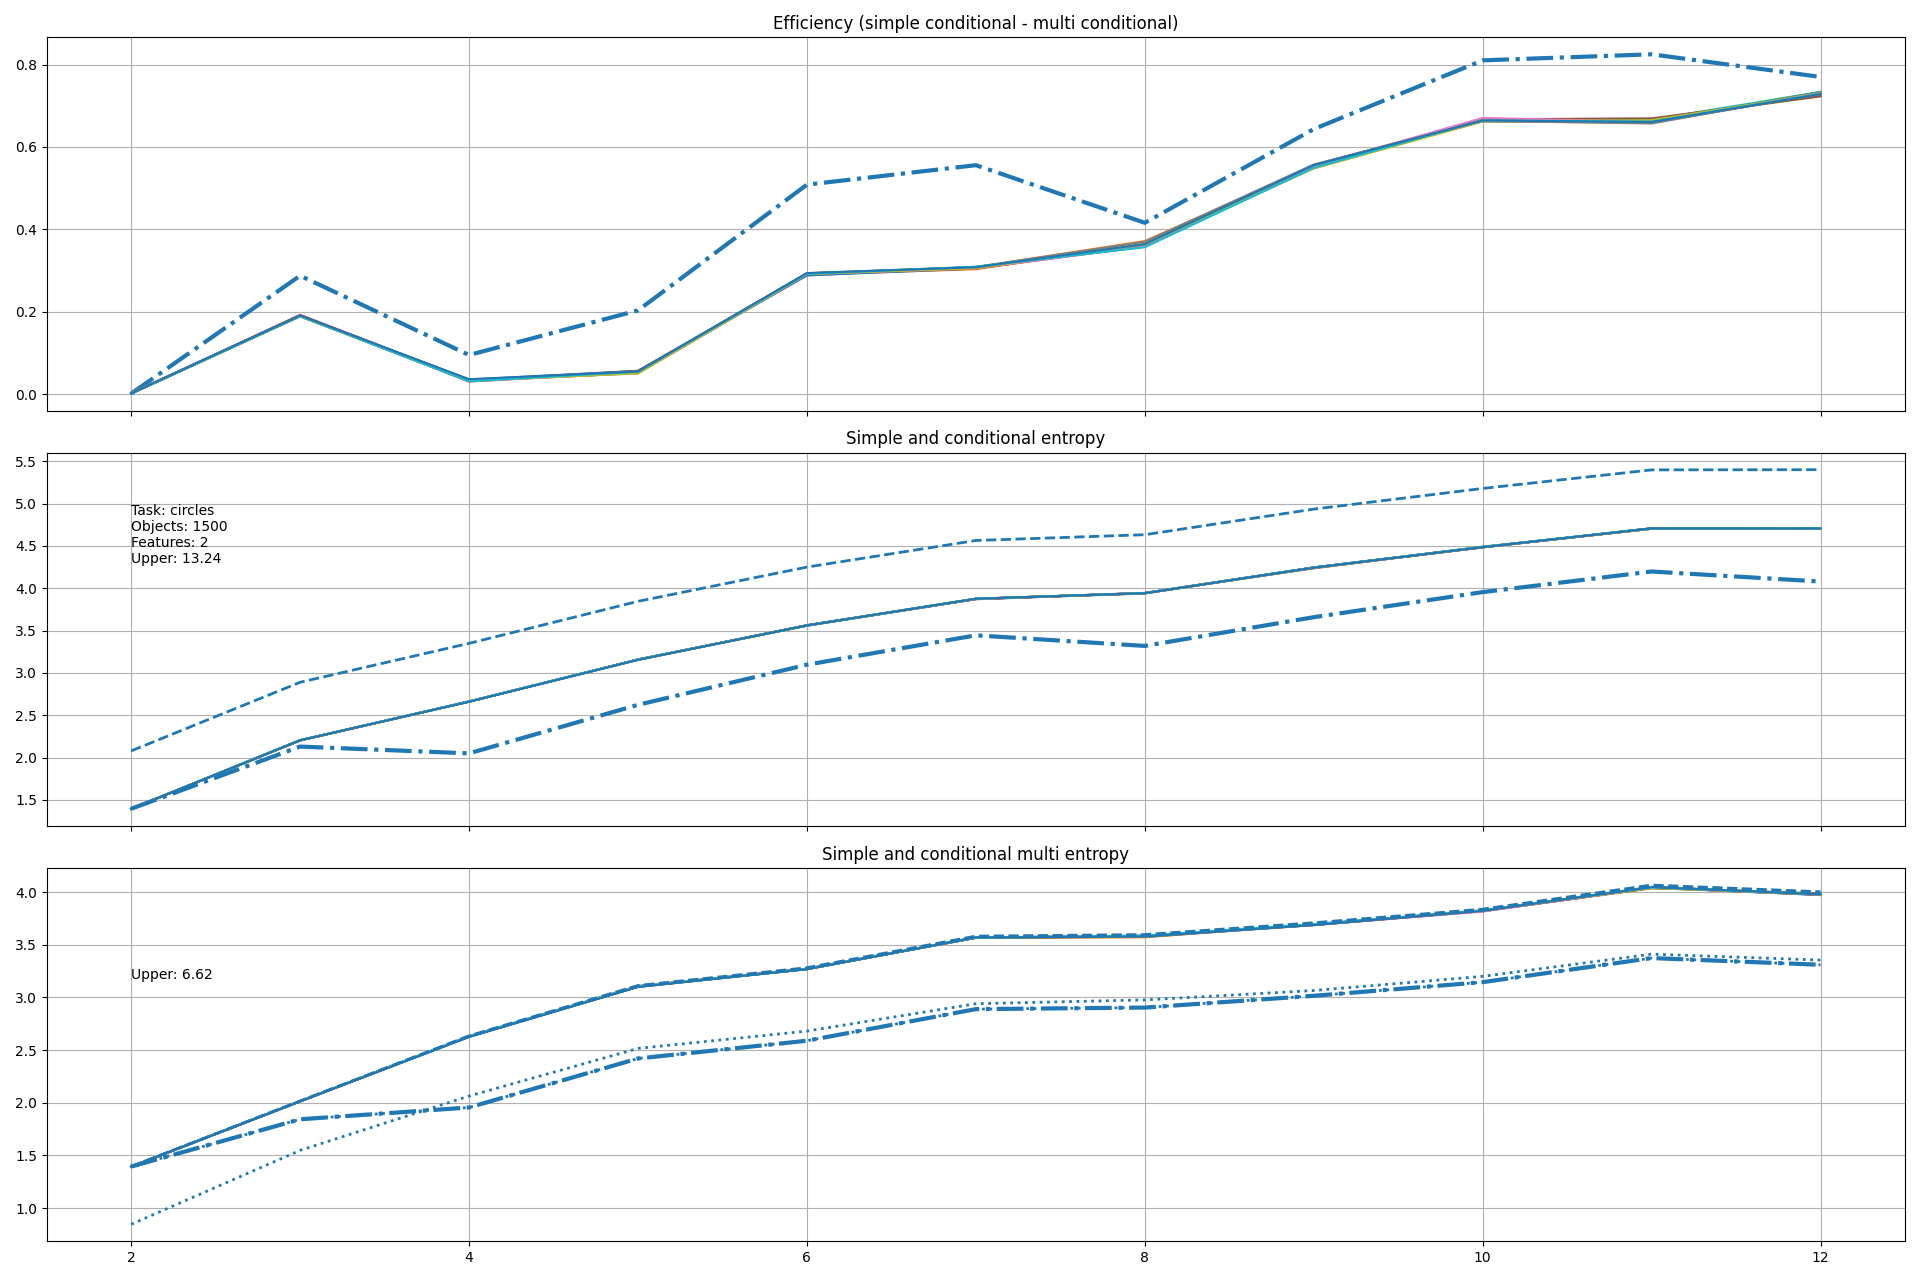 Efficiency (simple conditional - multi conditional)
0.8
0.6
0.4
0.2
0.0
Simple and conditional entropy
5.5
5.0
4.5
4.0
3.5
3.0
2.5
2.0
1.5
Task: circles
Objects: 1500
Features: 2
Upper: 13.24
Simple and conditional multi entropy
4.0
3.5
3.0
2.5
2.0
1.5
1.0
Upper: 6.62
2 4 6 8 10 12